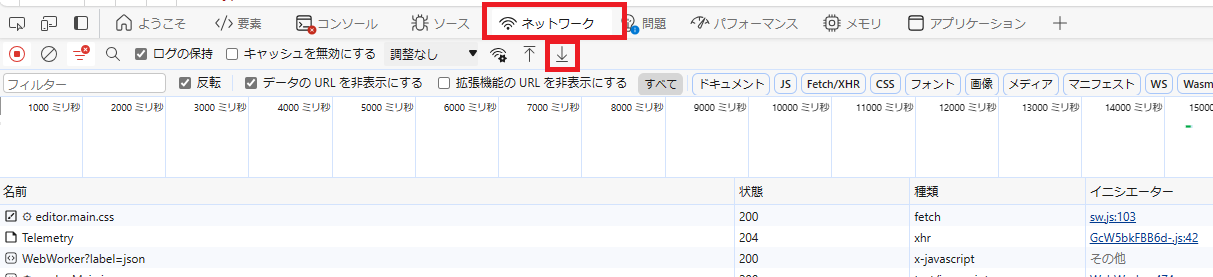 ようこそ 要素 コンソール ソース ネットワーク 問題 パフォーマンス メモリ アプリケーション
ログの保持 キャッシュを無効にする 調整なし
フィルター 反転 データの URL を非表示にする 拡張機能の URL を非表示にする すべて ドキュメント JS Fetch/XHR CSS フォント 画像 メディア マニフェスト WS Wasm
1000 ミリ秒 2000 ミリ秒 3000 ミリ秒 4000 ミリ秒 5000 ミリ秒 6000 ミリ秒 7000 ミリ秒 8000 ミリ秒 9000 ミリ秒 10000 ミリ秒 11000 ミリ秒 12000 ミリ秒 13000 ミリ秒 14000 ミリ秒 15000
名前 状態 種類 イニシエーター
editor.main.css 200 fetch sw.js:103
Telemetry 204 xhr GcW5bkFBB6d-.js:42
WebWorker?label=json 200 x-javascript その他